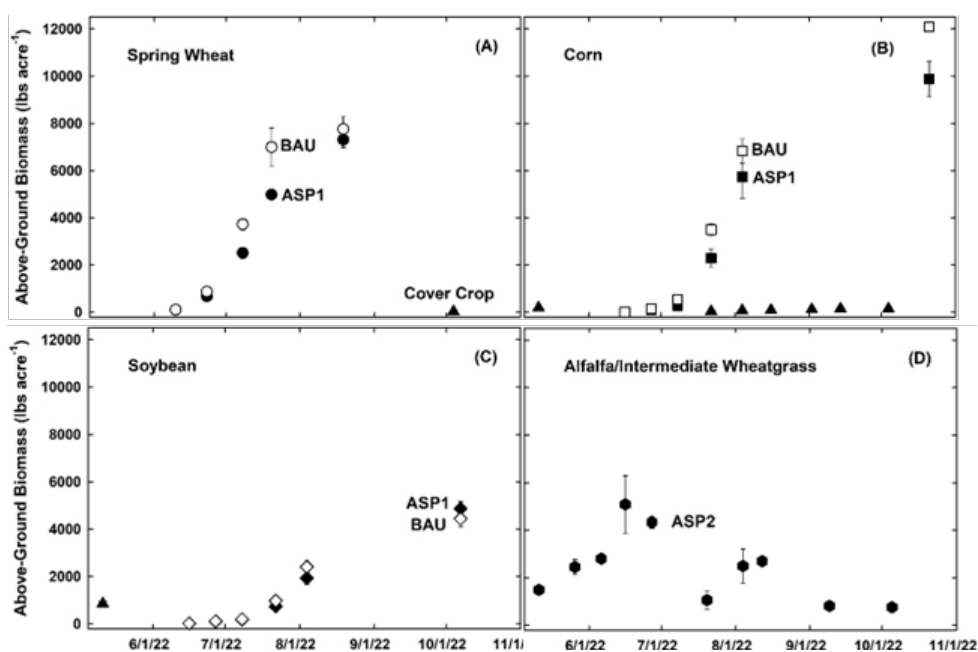 Above-Ground Biomass (lbs acre-1)
12000
10000
8000
6000
4000
2000
0
Spring Wheat
(A)
BAU
ASP1
Cover Crop
Corn
(B)
BAU
ASP1
Above-Ground Biomass (lbs acre-1)
12000
10000
8000
6000
4000
2000
0
Soybean
(C)
ASP1
BAU
6/1/22 7/1/22 8/1/22 9/1/22 10/1/22 11/1/
Alfalfa/Intermediate Wheatgrass
(D)
ASP2
6/1/22 7/1/22 8/1/22 9/1/22 10/1/22 11/1/22